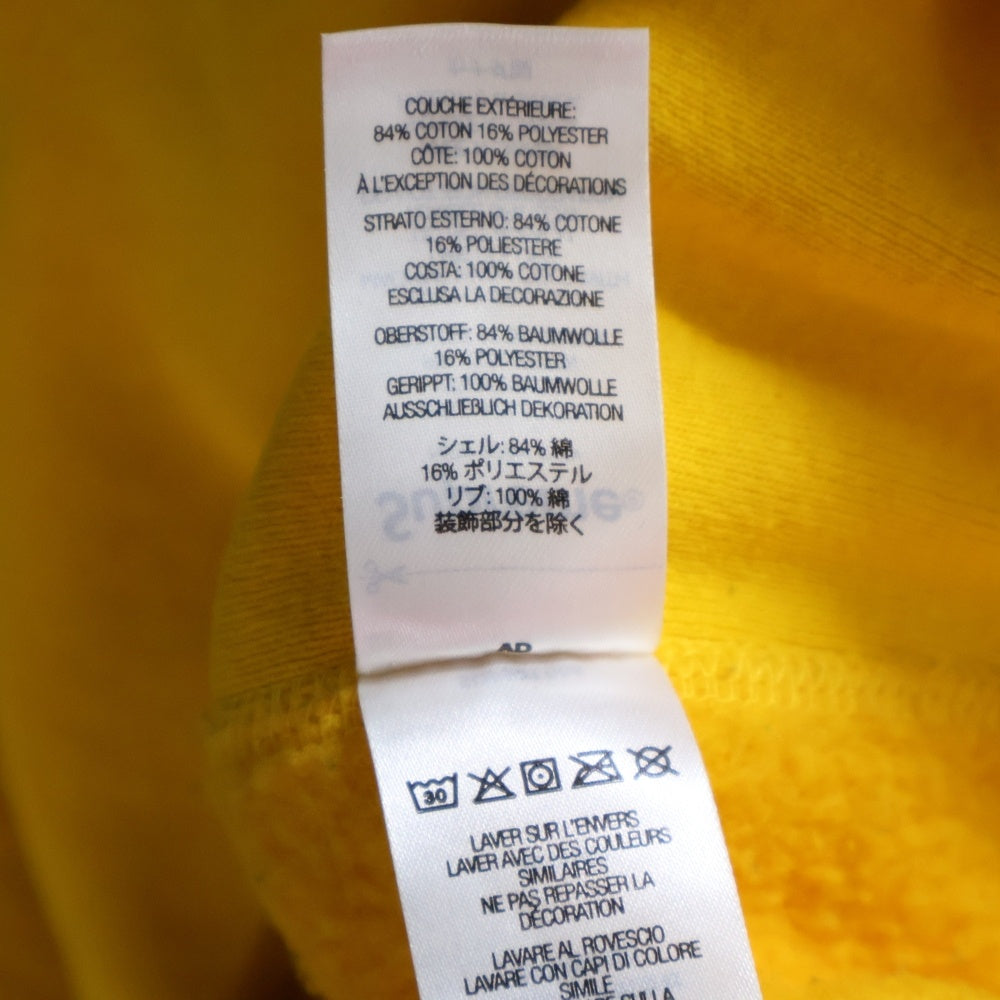 COUCHE EXTÉRIEURE:
84% COTON 16% POLYESTER
CÔTE: 100% COTON
À L'EXCEPTION DES DÉCORATIONS
STRATO ESTERNO: 84% COTONE
16% POLIESTERE
COSTA: 100% COTONE
ESCLUSA LA DECORAZIONE
OBERSTOFF: 84% BAUMWOLLE
16% POLYESTER
GERIPPT: 100% BAUMWOLLE
AUSSCHLIEßLICH DEKORATION
シェル: 84% 綿
16% ポリエステル
リブ: 100% 綿
装飾部分を除く
30
LAVER SUR L'ENVERS
LAVER AVEC DES COULEURS
SIMILAIRES
NE PAS REPASSER LA
DÉCORATION
LAVARE AL ROVESCIO
LAVARE CON CAPI DI COLORE
SIMILE
SULLA